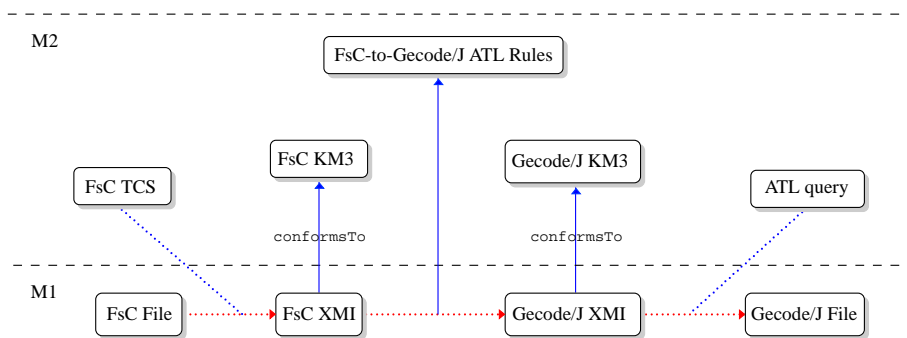 M2
FsC-to-Gecode/J ATL Rules
FsC KM3
Gecode/J KM3
FsC TCS
ATL query
conformsTo
conformsTo
M1
FsC File
FsC XMI
Gecode/J XMI
Gecode/J File